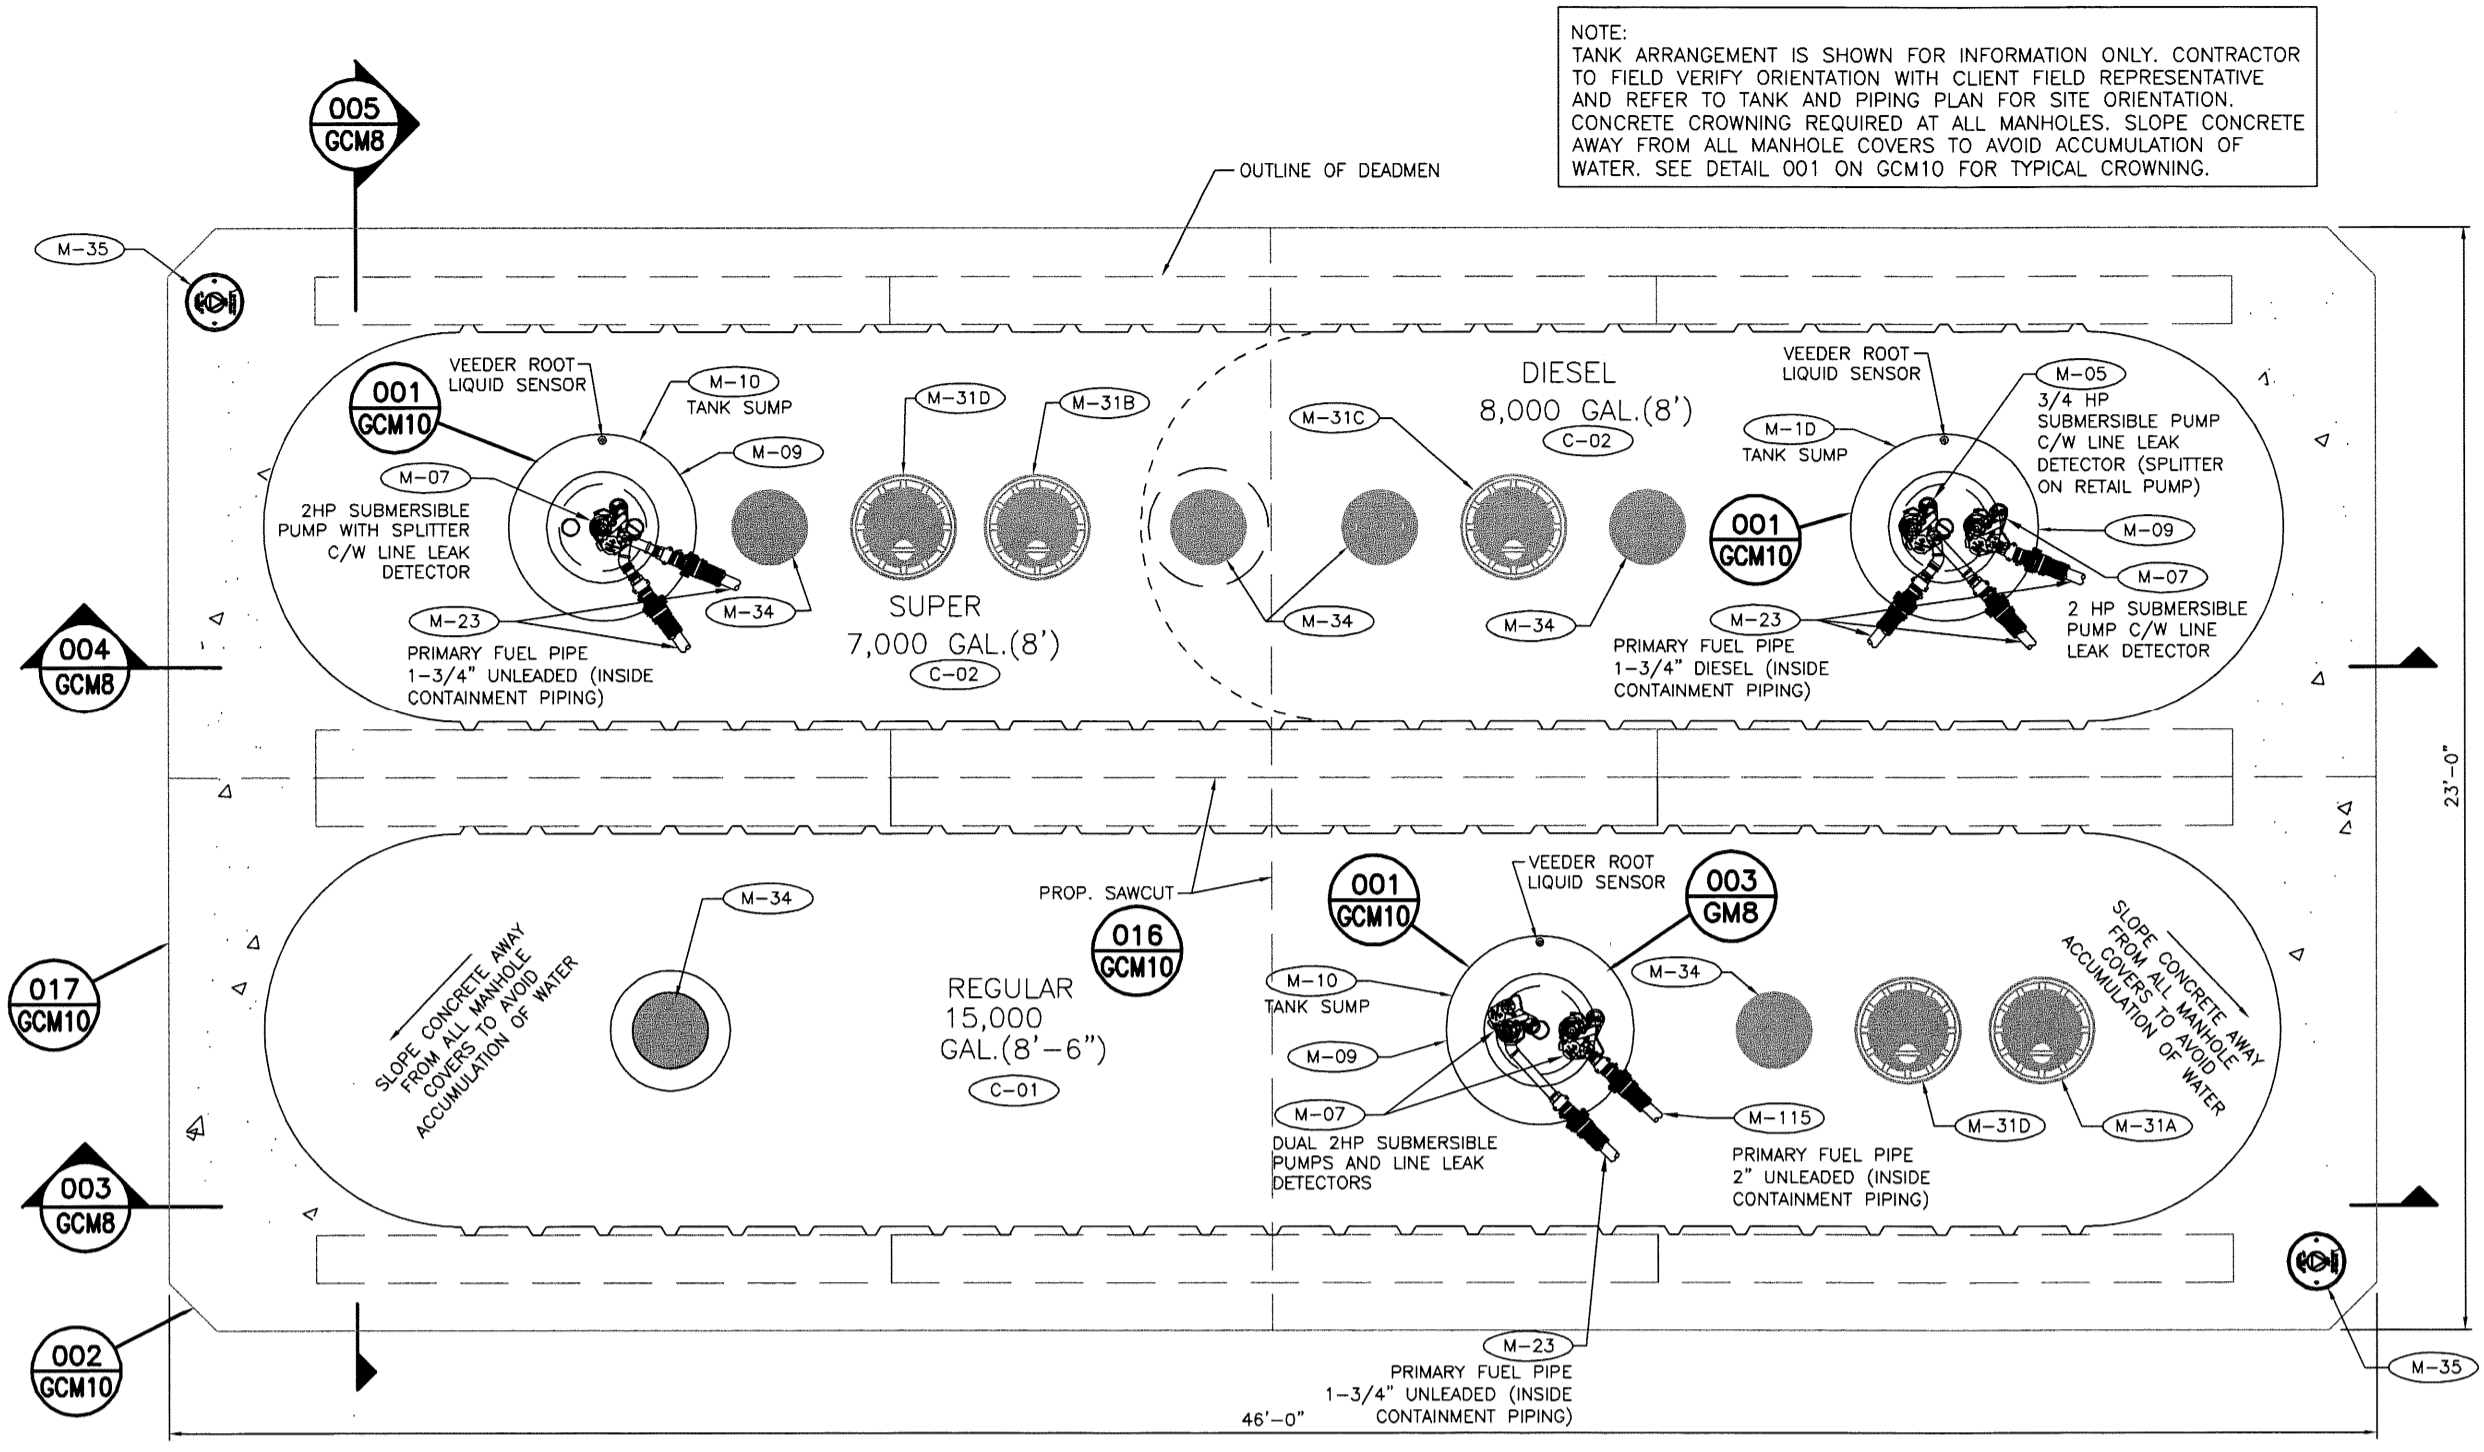 NOTE:
TANK ARRANGEMENT IS SHOWN FOR INFORMATION ONLY. CONTRACTOR
TO FIELD VERIFY ORIENTATION WITH CLIENT FIELD REPRESENTATIVE
AND REFER TO TANK AND PIPING PLAN FOR SITE ORIENTATION.
CONCRETE CROWNING REQUIRED AT ALL MANHOLES. SLOPE CONCRETE
AWAY FROM ALL MANHOLE COVERS TO AVOID ACCUMULATION OF
WATER. SEE DETAIL 001 ON GCM10 FOR TYPICAL CROWNING.
005
GCM8
OUTLINE OF DEADMEN
M-35
VEEDER ROOT
LIQUID SENSOR
001
GCM10
M-10
TANK SUMP
M-31D
M-31B
M-09
M-07
2HP SUBMERSIBLE
PUMP WITH SPLITTER
C/W LINE LEAK
DETECTOR
M-23
PRIMARY FUEL PIPE
1-3/4" UNLEADED (INSIDE
CONTAINMENT PIPING)
M-34
SUPER
7,000 GAL.(8')
C-02
DIESEL
8,000 GAL.(8')
C-02
M-31C
M-34
M-34
VEEDER ROOT
LIQUID SENSOR
M-1D
TANK SUMP
001
GCM10
M-05
3/4 HP
SUBMERSIBLE PUMP
C/W LINE LEAK
DETECTOR (SPLITTER
ON RETAIL PUMP)
M-09
M-07
2 HP SUBMERSIBLE
PUMP C/W LINE
LEAK DETECTOR
M-23
PRIMARY FUEL PIPE
1-3/4" DIESEL (INSIDE
CONTAINMENT PIPING)
004
GCM8
23'-0"
PROP. SAWCUT
016
GCM10
M-34
SLOPE CONCRETE AWAY
FROM ALL MANHOLE
COVERS TO AVOID
ACCUMULATION OF WATER
REGULAR
15,000
GAL.(8'-6")
C-01
001
GCM10
VEEDER ROOT
LIQUID SENSOR
003
GM8
M-10
TANK SUMP
M-09
M-07
DUAL 2HP SUBMERSIBLE
PUMPS AND LINE LEAK
DETECTORS
M-34
M-115
PRIMARY FUEL PIPE
2" UNLEADED (INSIDE
CONTAINMENT PIPING)
M-31D
M-31A
SLOPE CONCRETE AWAY
FROM ALL MANHOLE
COVERS TO AVOID
ACCUMULATION OF WATER
017
GCM10
003
GCM8
002
GCM10
M-23
PRIMARY FUEL PIPE
1-3/4" UNLEADED (INSIDE
CONTAINMENT PIPING)
M-35
46'-0"